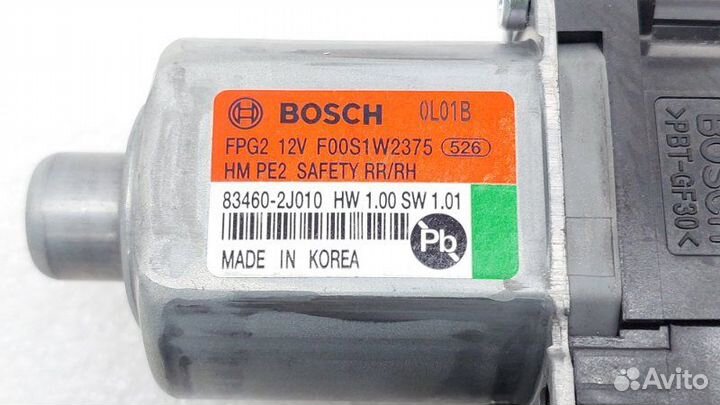 BOSCH 0L01B
FPG2 12V F00S1W2375 526
HM PE2 SAFETY RR/RH
83460-2J010 HW 1.00 SW 1.01
Pb
MADE IN KOREA
BOSCH
>PBT-GF30<
Avito